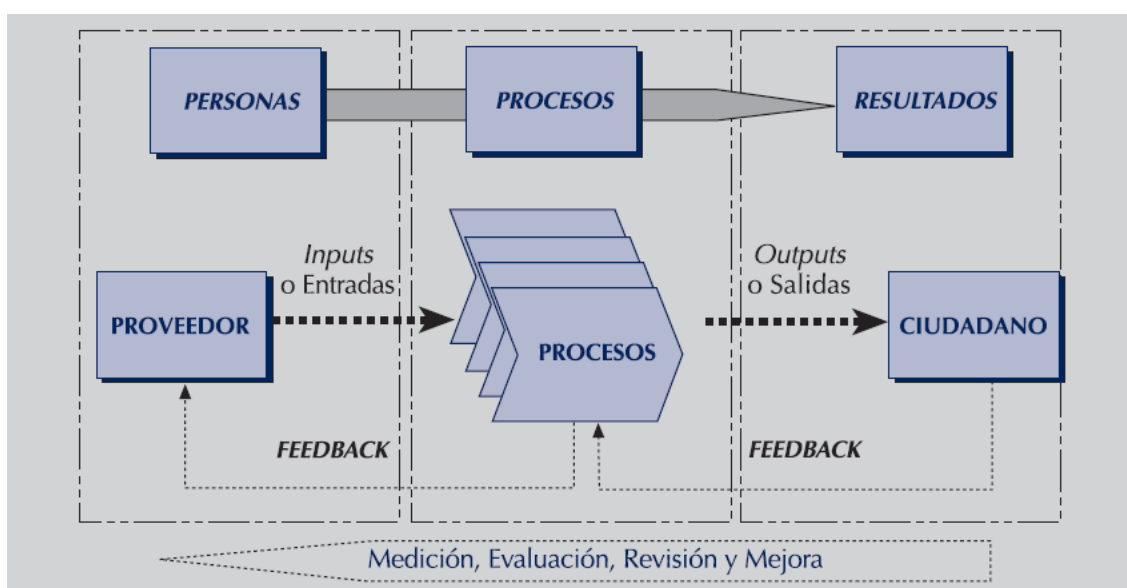 PERSONAS
PROCESOS
RESULTADOS
Inputs
o Entradas
Outputs
o Salidas
PROVEEDOR
PROCESOS
CIUDADANO
FEEDBACK
FEEDBACK
Medición, Evaluación, Revisión y Mejora